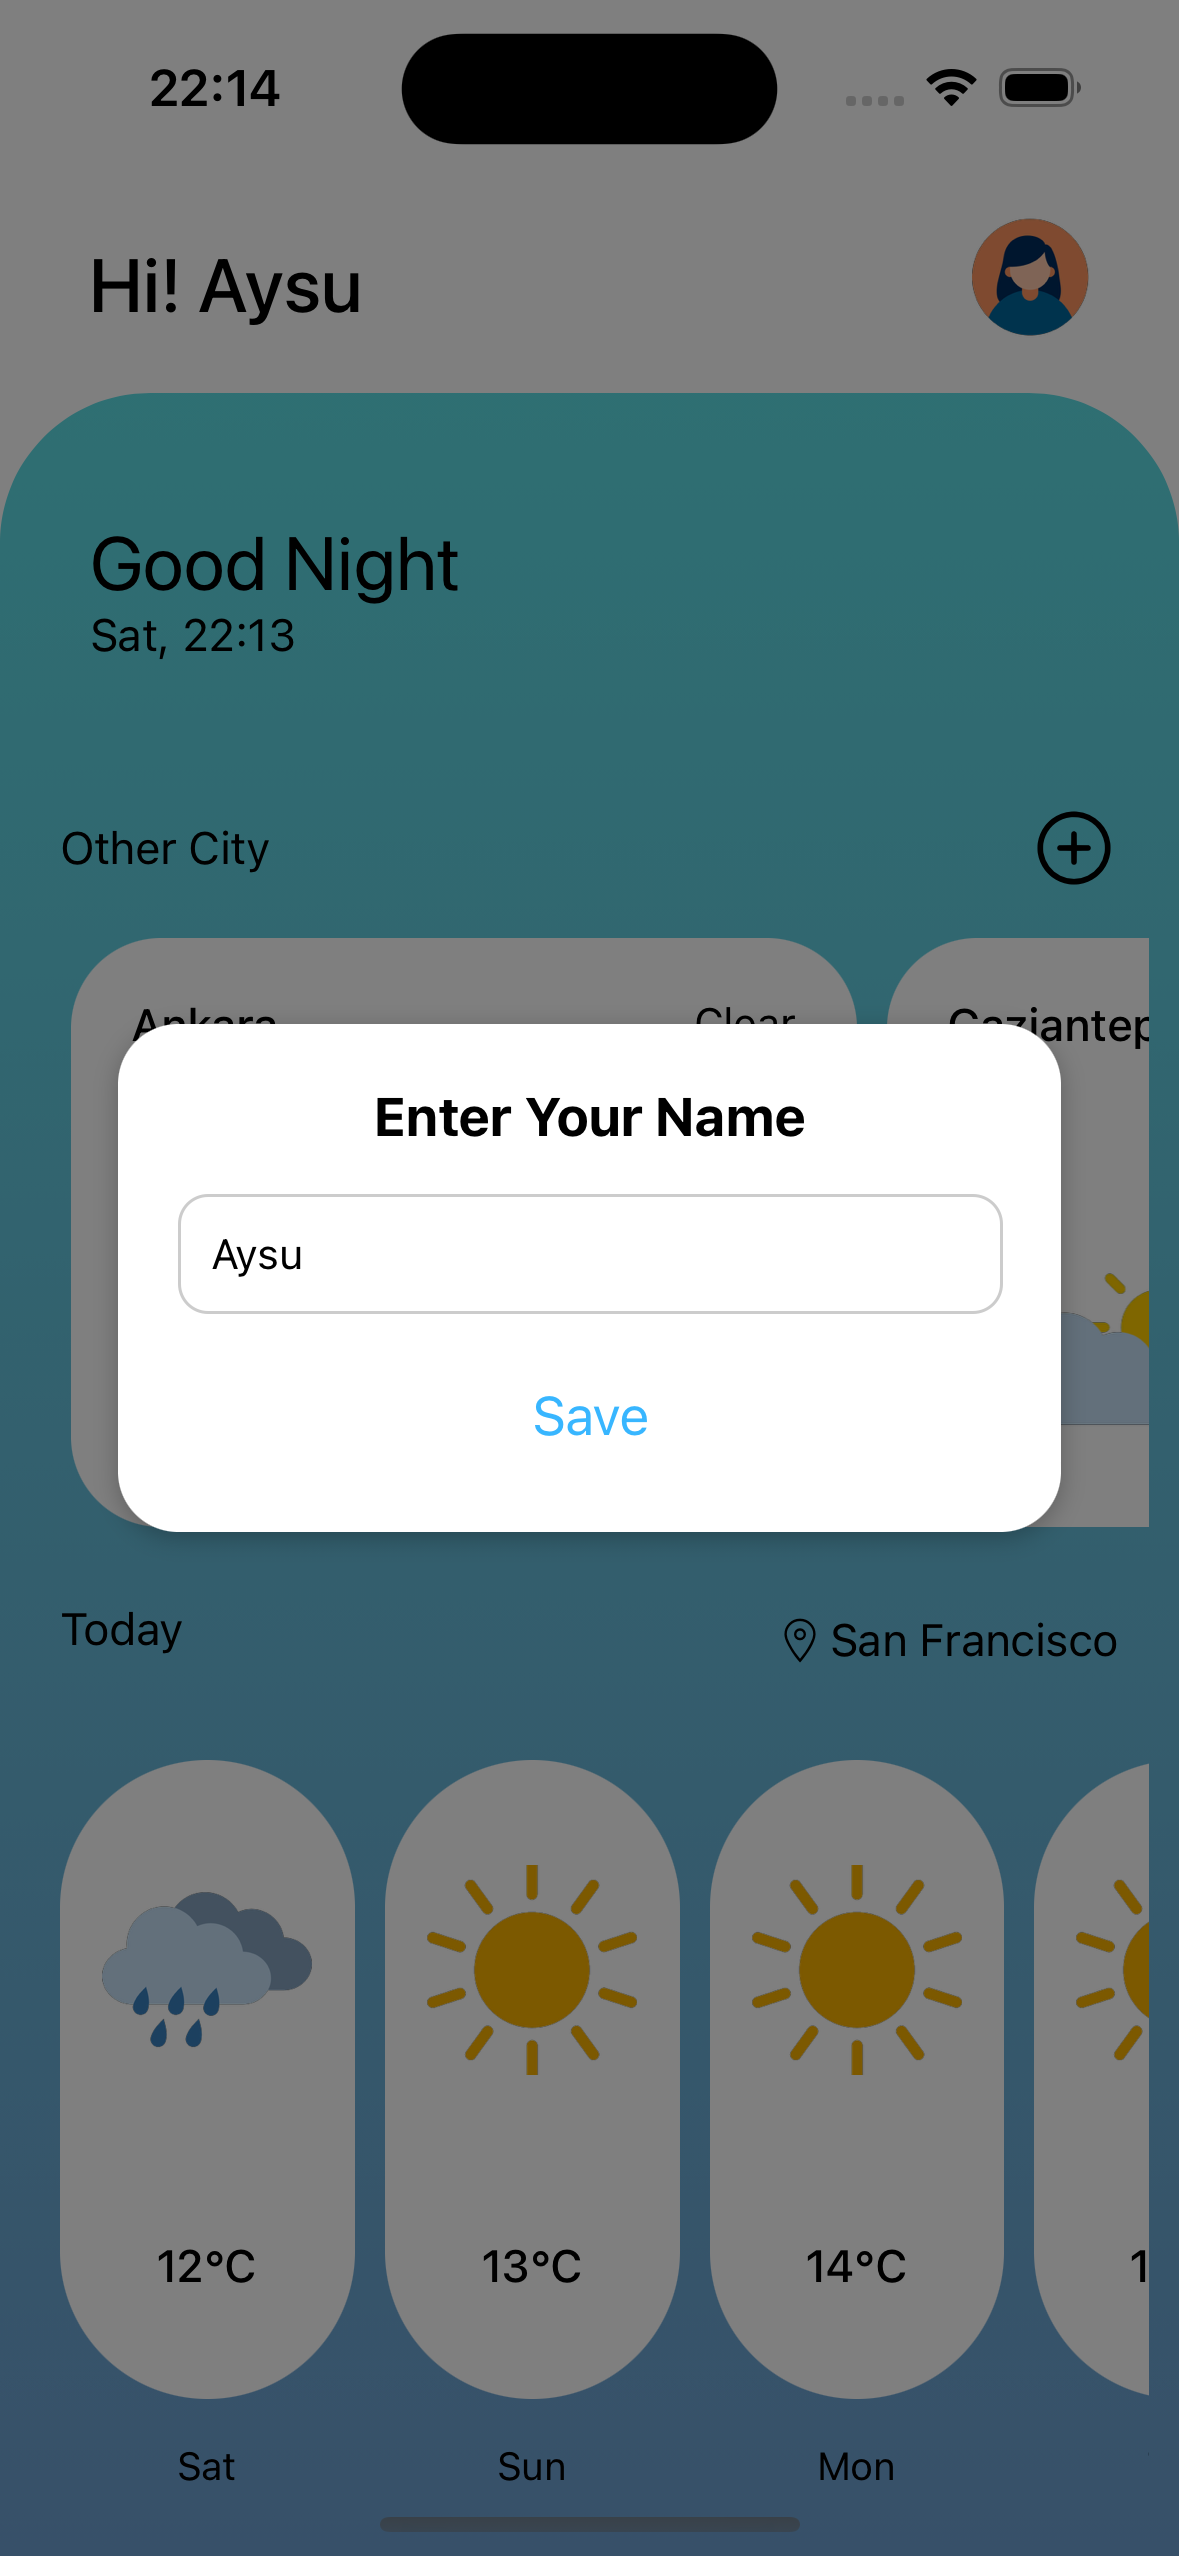 22:14
Hi! Aysu
Good Night
Sat, 22:13
Other City
Ankara
Clear
Gaziantep
Enter Your Name
Aysu
Save
Today
San Francisco
12°C
13°C
14°C
Sat
Sun
Mon